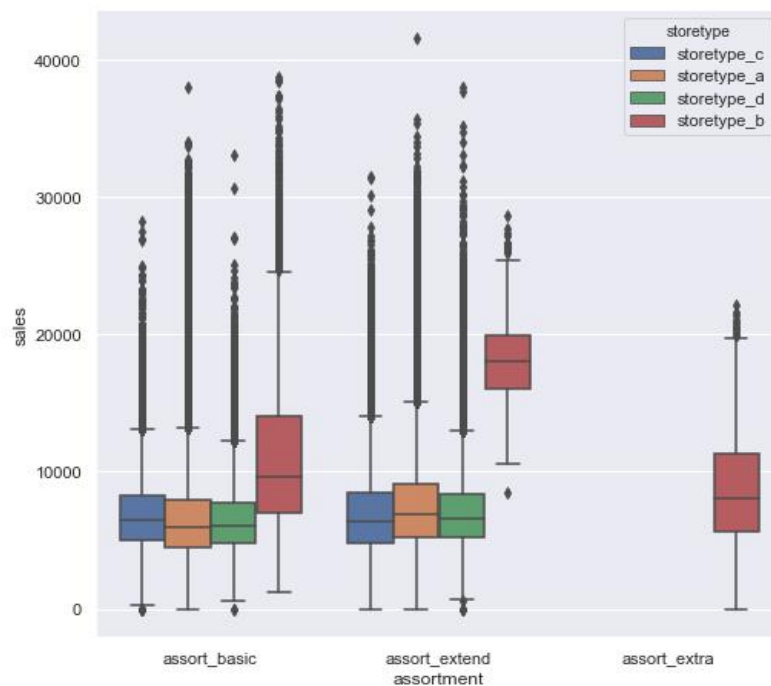 storetype
storetype_c
storetype_a
storetype_d
storetype_b
40000
30000
20000
10000
0
sales
assort_basic
assort_extend
assort_extra
assortment